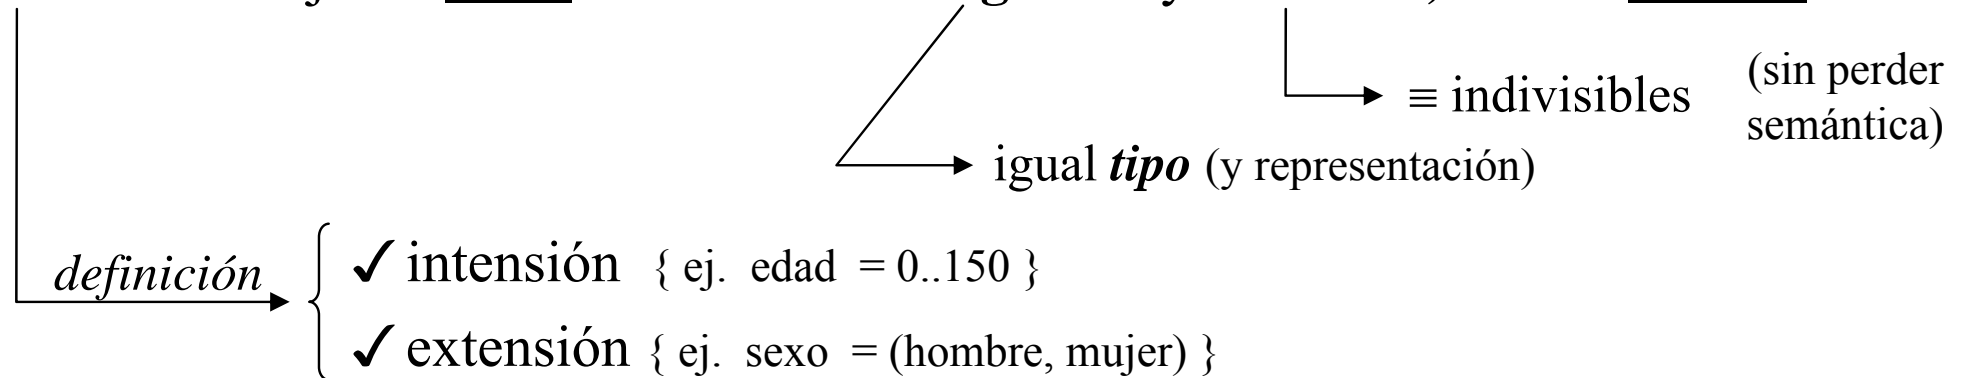 ≡ indivisibles
(sin perder
semántica)
igual tipo (y representación)
definición
✓ intensión { ej. edad = 0..150 }
✓ extensión { ej. sexo = (hombre, mujer) }